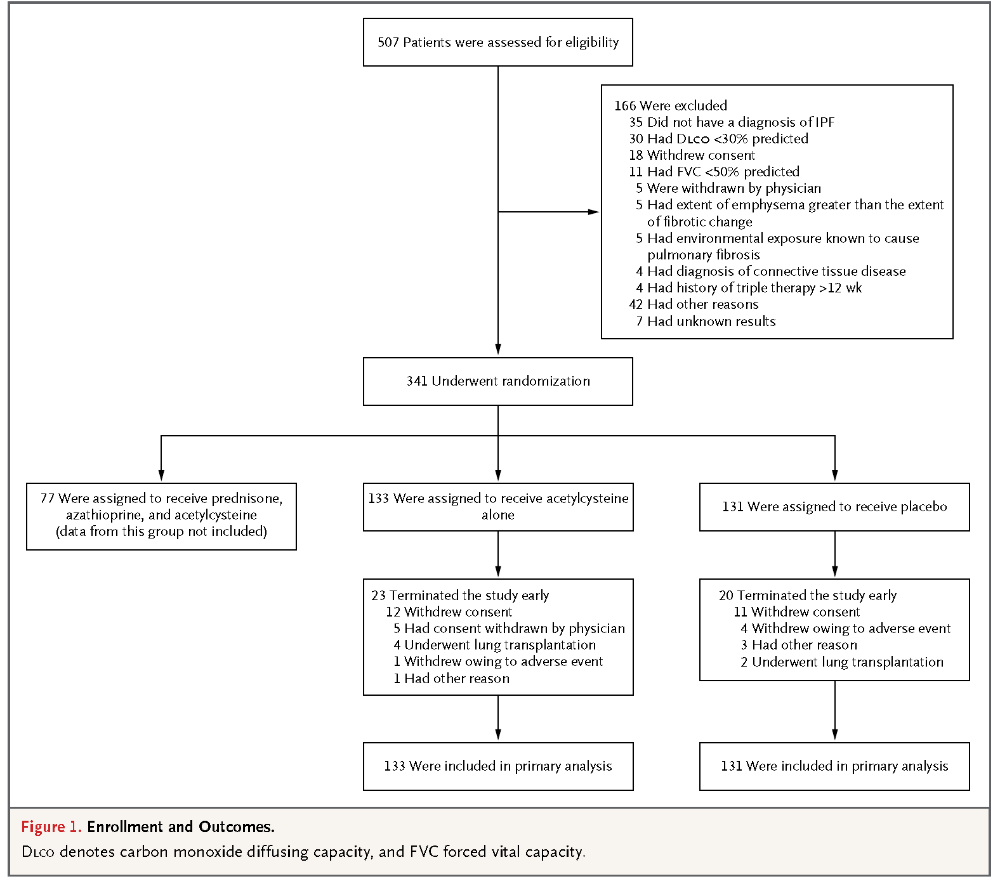 507 Patients were assessed for eligibility
166 Were excluded
35 Did not have a diagnosis of IPF
30 Had DLCO <30% predicted
18 Withdrew consent
11 Had FVC <50% predicted
5 Were withdrawn by physician
5 Had extent of emphysema greater than the extent
of fibrotic change
5 Had environmental exposure known to cause
pulmonary fibrosis
4 Had diagnosis of connective tissue disease
4 Had history of triple therapy >12 wk
42 Had other reasons
7 Had unknown results
341 Underwent randomization
77 Were assigned to receive prednisone,
azathioprine, and acetylcysteine
(data from this group not included)
133 Were assigned to receive acetylcysteine
alone
131 Were assigned to receive placebo
23 Terminated the study early
12 Withdrew consent
5 Had consent withdrawn by physician
4 Underwent lung transplantation
1 Withdrew owing to adverse event
1 Had other reason
20 Terminated the study early
11 Withdrew consent
4 Withdrew owing to adverse event
3 Had other reason
2 Underwent lung transplantation
133 Were included in primary analysis
131 Were included in primary analysis
Figure 1. Enrollment and Outcomes.
DLCO denotes carbon monoxide diffusing capacity, and FVC forced vital capacity.